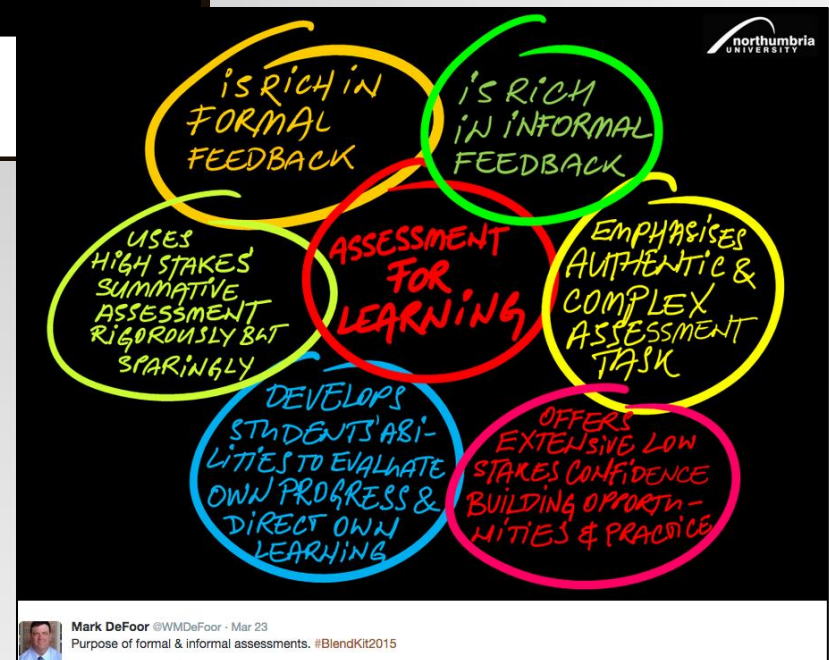 northumbria
UNIVERSITY
iS RiCH iN
FORMAL
FEEDBACK
iS RiCH
iN iNFORMAL
FEEDBACK
USES
HIGH STAKES
SUMMATIVE
ASSESSMENT
RIGOROUSLY BUT
SPARINGLY
ASSESSMENT
FOR
LEARNiNG
EMPHASISES
AUTHENTIC &
COMPLEX
ASSESSMENT
TASK
DEVELOPS
STUDENTS' ABI-
LITIES TO EVALUATE
OWN PROGRESS &
DIRECT OWN
LEARNING
OFFERS
EXTENSIVE LOW
STAKES CONFIDENCE
BUILDING OPPORTU-
NITIES & PRACTICE
Mark DeFoor @WMDeFoor · Mar 23
Purpose of formal & informal assessments. #BlendKit2015